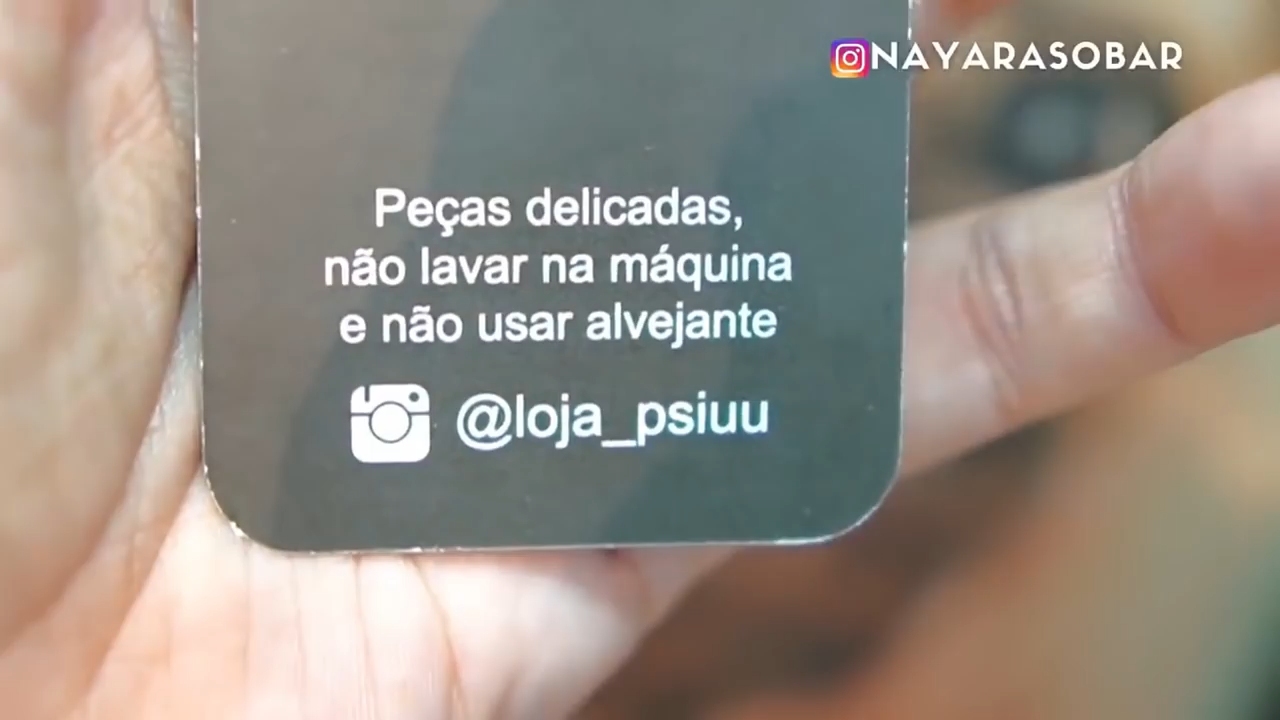 NAYARASOBAR
Peças delicadas,
não lavar na máquina
e não usar alvejante
@loja_psiuu